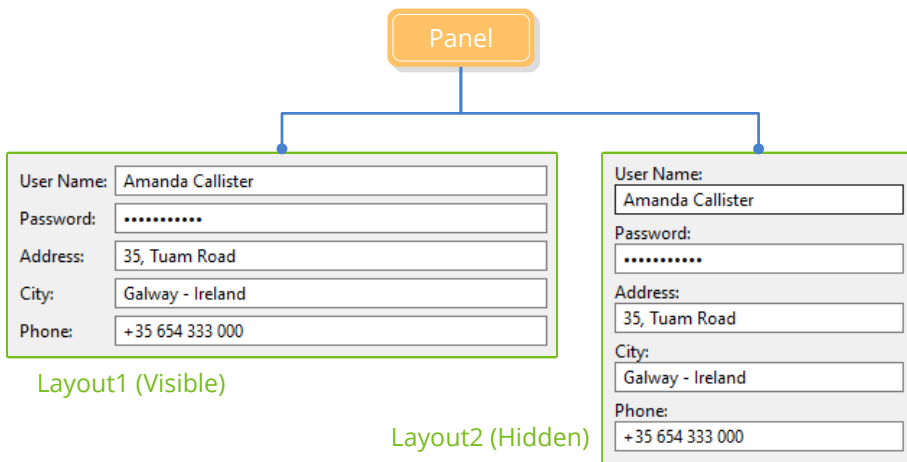 Panel
User Name: Amanda Callister
Password: •••••••••••
Address: 35, Tuam Road
City: Galway - Ireland
Phone: +35 654 333 000
Layout1 (Visible)
User Name:
Amanda Callister
Password:
•••••••••••
Address:
35, Tuam Road
City:
Galway - Ireland
Phone:
+35 654 333 000
Layout2 (Hidden)